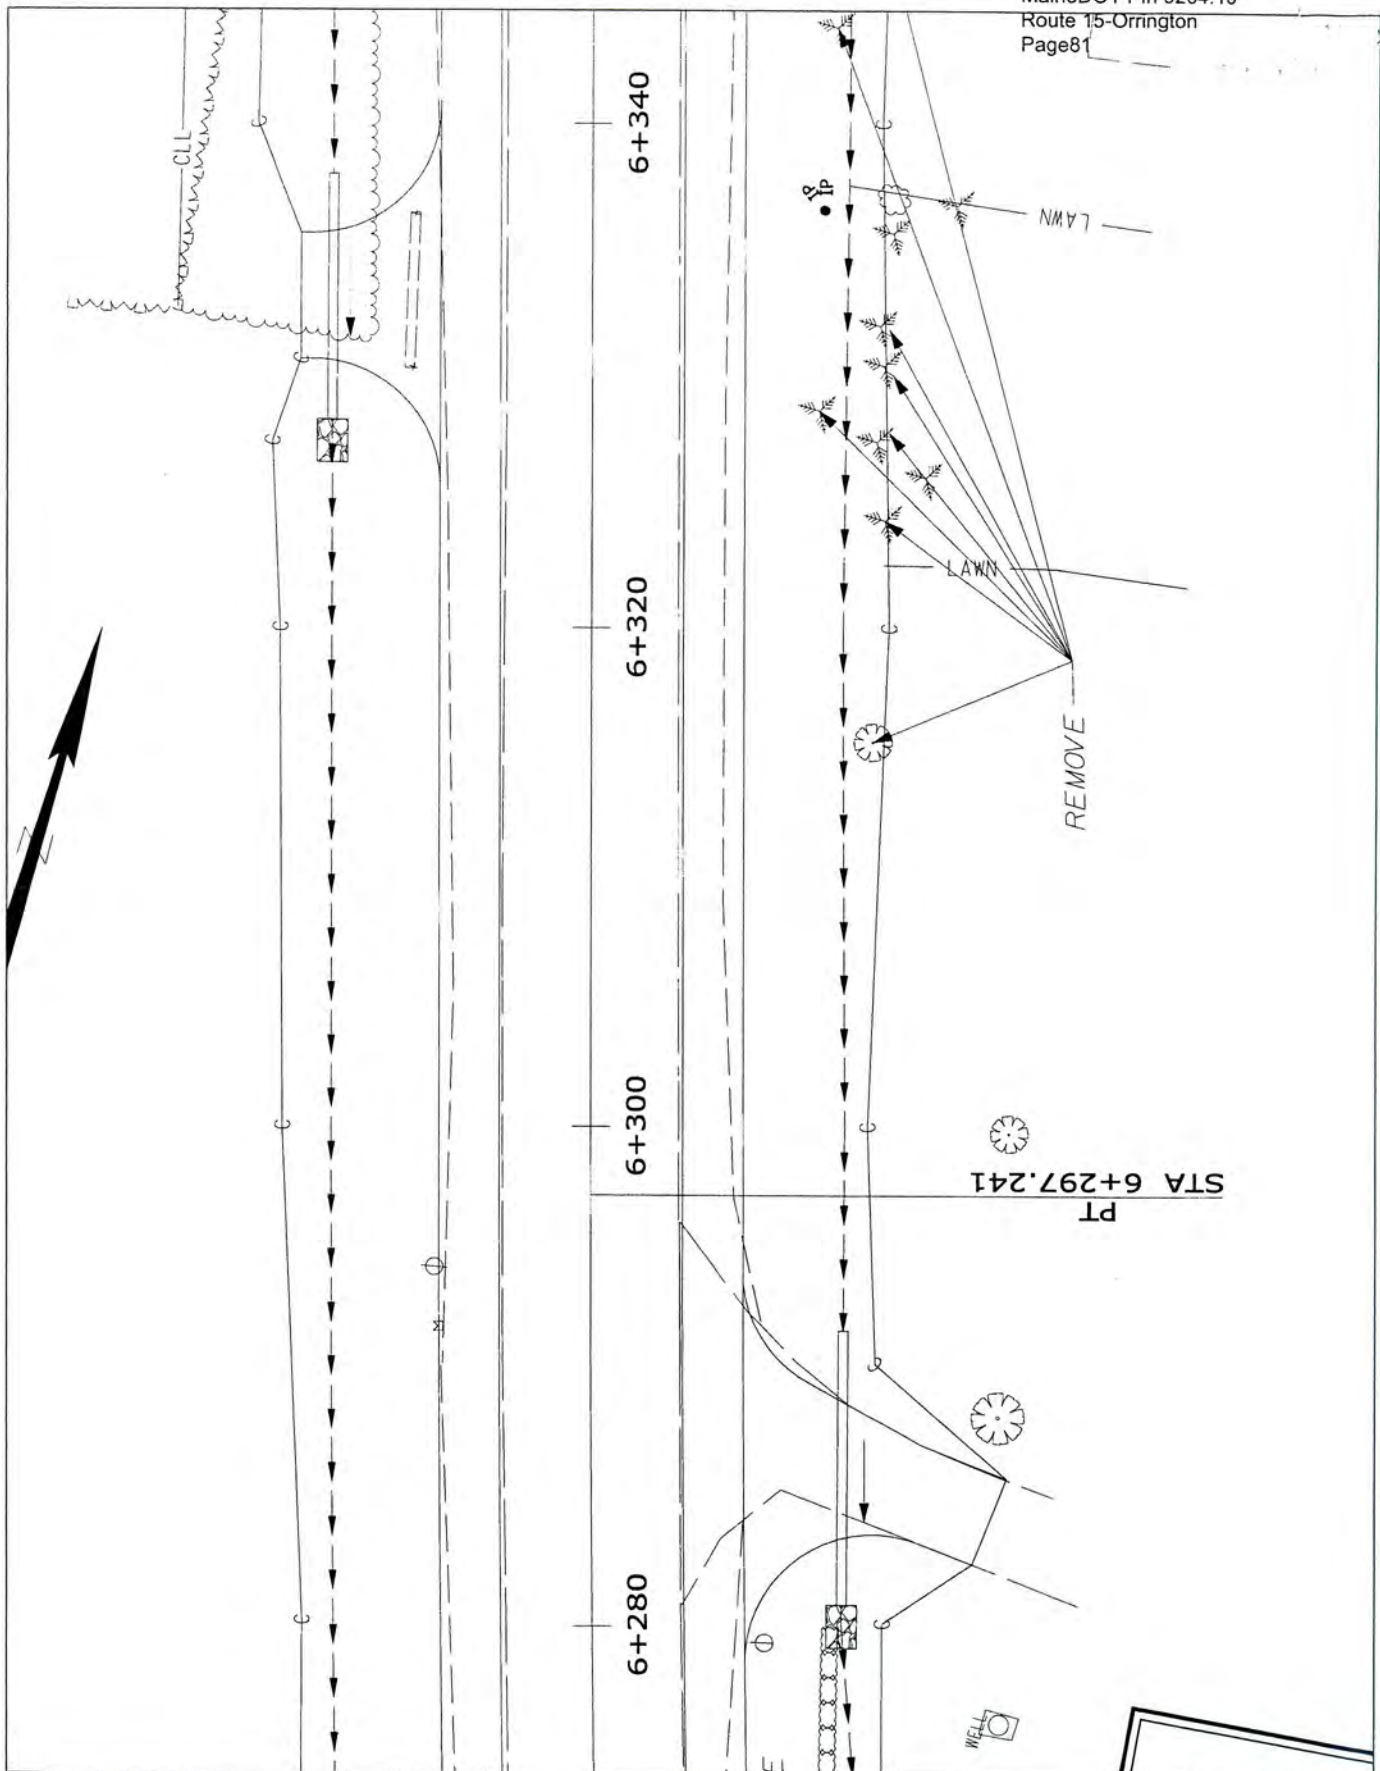 Route 15-Orrington
Page81
CLL
6+340
IP
IP
LAWN
6+320
LAWN
REMOVE
N
6+300
STA 6+297.241
PT
6+280
WELL